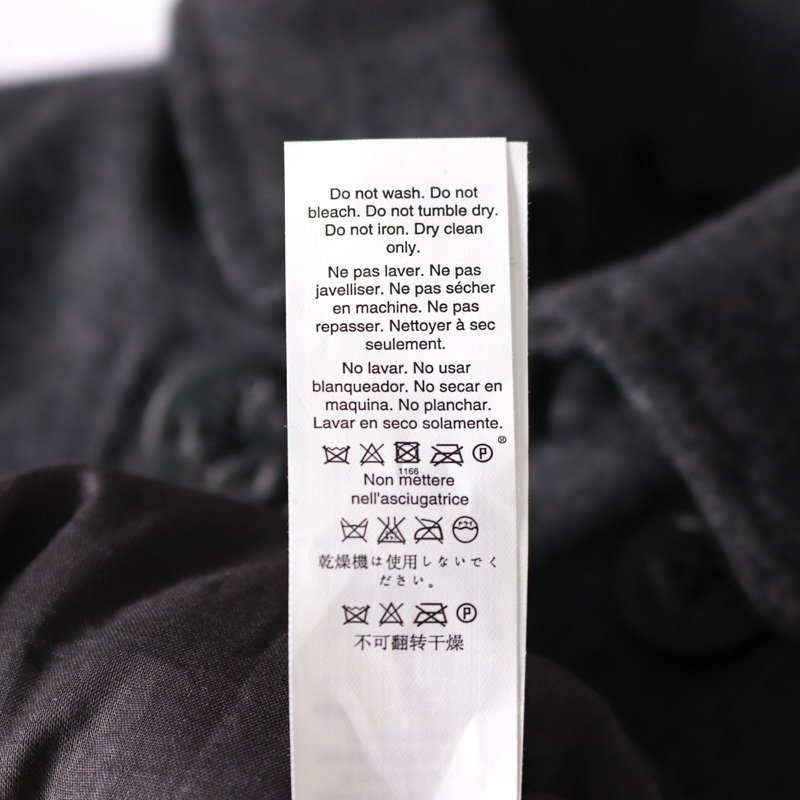 Do not wash. Do not
bleach. Do not tumble dry.
Do not iron. Dry clean
only.
Ne pas laver. Ne pas
javelliser. Ne pas sécher
en machine. Ne pas
repasser. Nettoyer à sec
seulement.
No lavar. No usar
blanqueador. No secar en
maquina. No planchar.
Lavar en seco solamente.
P ®
1166
Non mettere
nell'asciugatrice
ドライ
乾燥機は使用しないでく
ださい。
P
不可翻转干燥